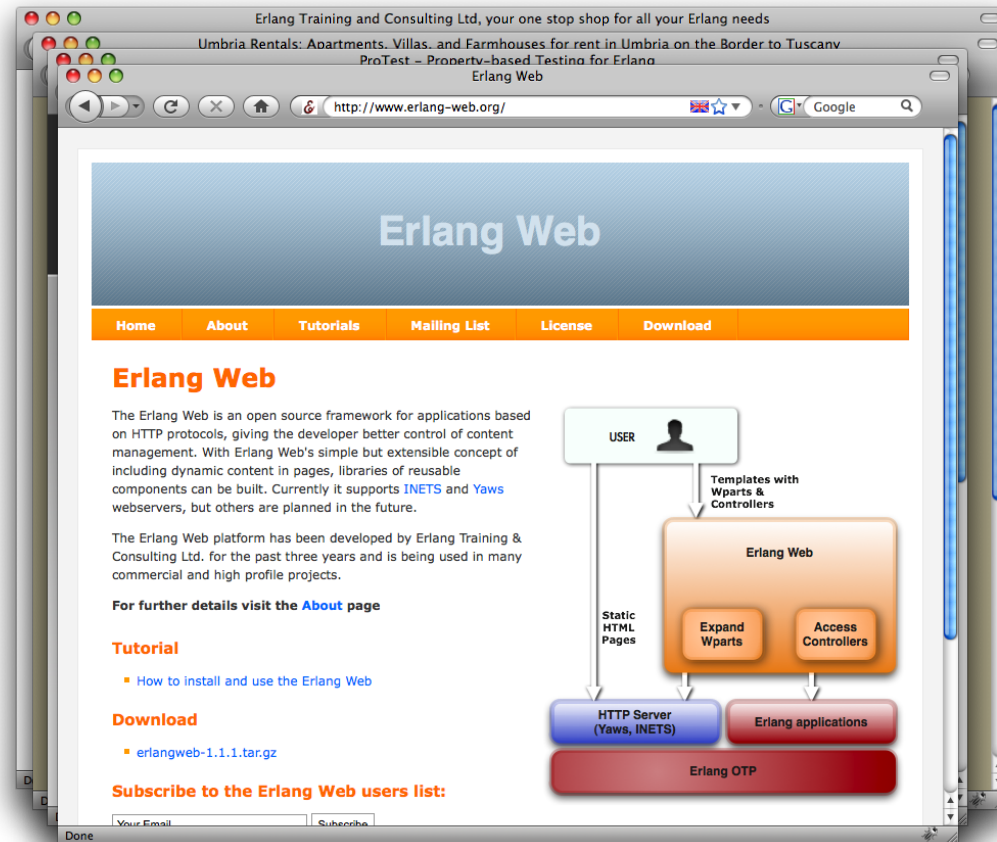 Erlang Training and Consulting Ltd, your one stop shop for all your Erlang needs
Umbria Rentals: Apartments, Villas, and Farmhouses for rent in Umbria on the Border to Tuscany
ProTest - Property-based Testing for Erlang
Erlang Web
http://www.erlang-web.org/
G Google
Erlang Web
Home About Tutorials Mailing List License Download
Erlang Web
The Erlang Web is an open source framework for applications based
on HTTP protocols, giving the developer better control of content
management. With Erlang Web's simple but extensible concept of
including dynamic content in pages, libraries of reusable
components can be built. Currently it supports INETS and Yaws
webservers, but others are planned in the future.
The Erlang Web platform has been developed by Erlang Training &
Consulting Ltd. for the past three years and is being used in many
commercial and high profile projects.
For further details visit the About page
Tutorial
How to install and use the Erlang Web
Download
erlangweb-1.1.1.tar.gz
Subscribe to the Erlang Web users list:
Your Email
Subscribe
USER
Templates with
Wparts &
Controllers
Erlang Web
Static
HTML
Pages
Expand
Wparts
Access
Controllers
HTTP Server
(Yaws, INETS)
Erlang applications
Erlang OTP
Done